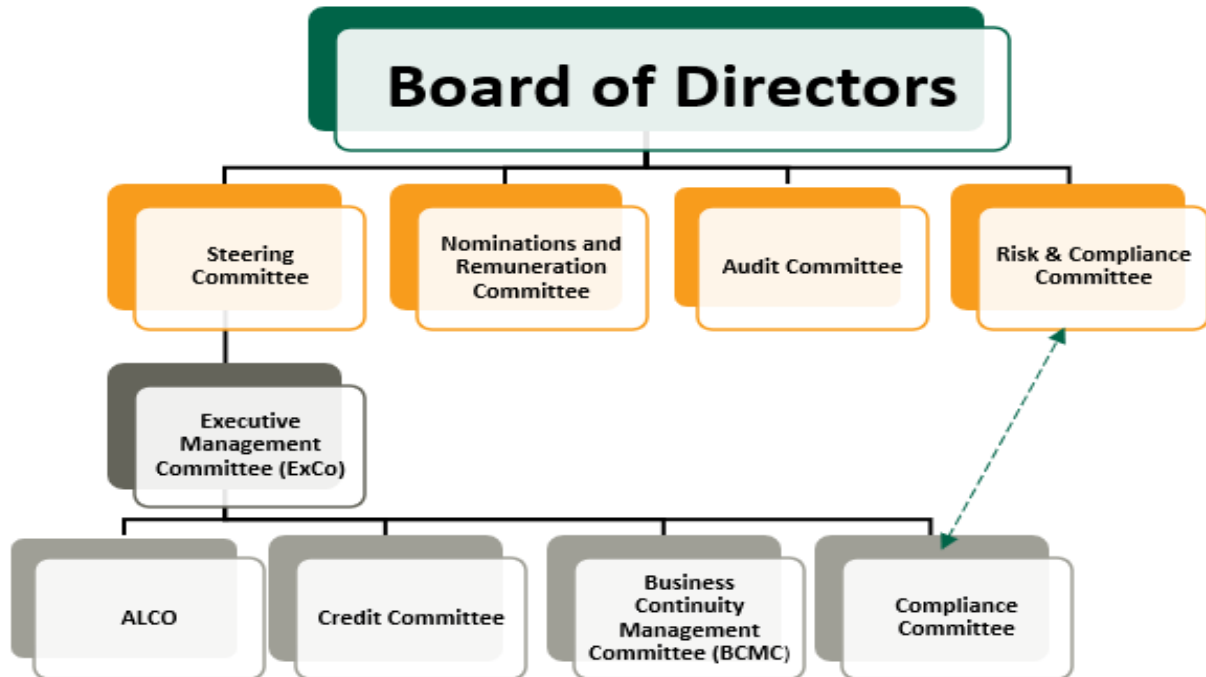 Board of Directors
Steering
Committee
Nominations and
Remuneration
Committee
Audit Committee
Risk & Compliance
Committee
Executive
Management
Committee (ExCo)
ALCO
Credit Committee
Business
Continuity
Management
Committee (BCMC)
Compliance
Committee